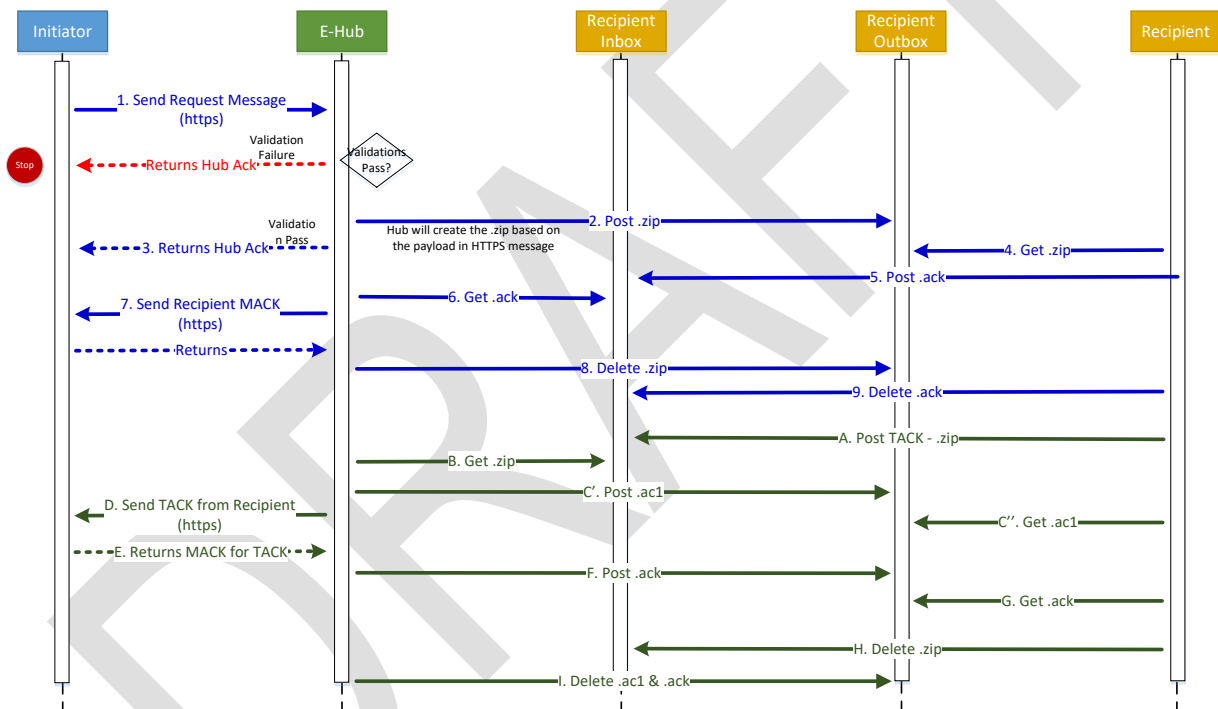 Initiator
E-Hub
Recipient
Inbox
Recipient
Outbox
Recipient
1. Send Request Message
(https)
Validation
Failure
Validations
Pass?
Stop
Returns Hub Ack
2. Post .zip
Validatio
n Pass
Hub will create the .zip based on
the payload in HTTPS message
3. Returns Hub Ack
4. Get .zip
5. Post .ack
6. Get .ack
7. Send Recipient MACK
(https)
Returns
8. Delete .zip
9. Delete .ack
A. Post TACK - .zip
B. Get .zip
C'. Post .ac1
D. Send TACK from Recipient
(https)
C''. Get .ac1
E. Returns MACK for TACK
F. Post .ack
G. Get .ack
H. Delete .zip
I. Delete .ac1 & .ack
DRAFT